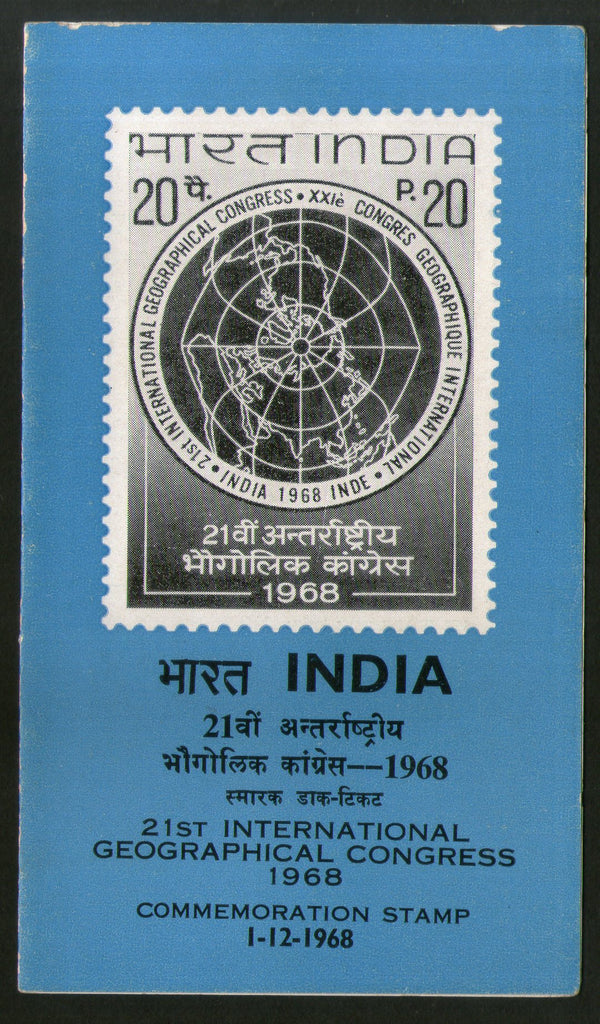 भारत INDIA
20 पै. P. 20
21st INTERNATIONAL GEOGRAPHICAL CONGRESS • XXIè CONGRES GEOGRAPHIQUE INTERNATIONAL •
INDIA 1968 INDE •
21वीं अन्तर्राष्ट्रीय
भौगोलिक कांग्रेस
1968
भारत INDIA
21वीं अन्तर्राष्ट्रीय
भौगोलिक कांग्रेस––1968
स्मारक डाक-टिकट
21ST INTERNATIONAL
GEOGRAPHICAL CONGRESS
1968
COMMEMORATION STAMP
1-12-1968